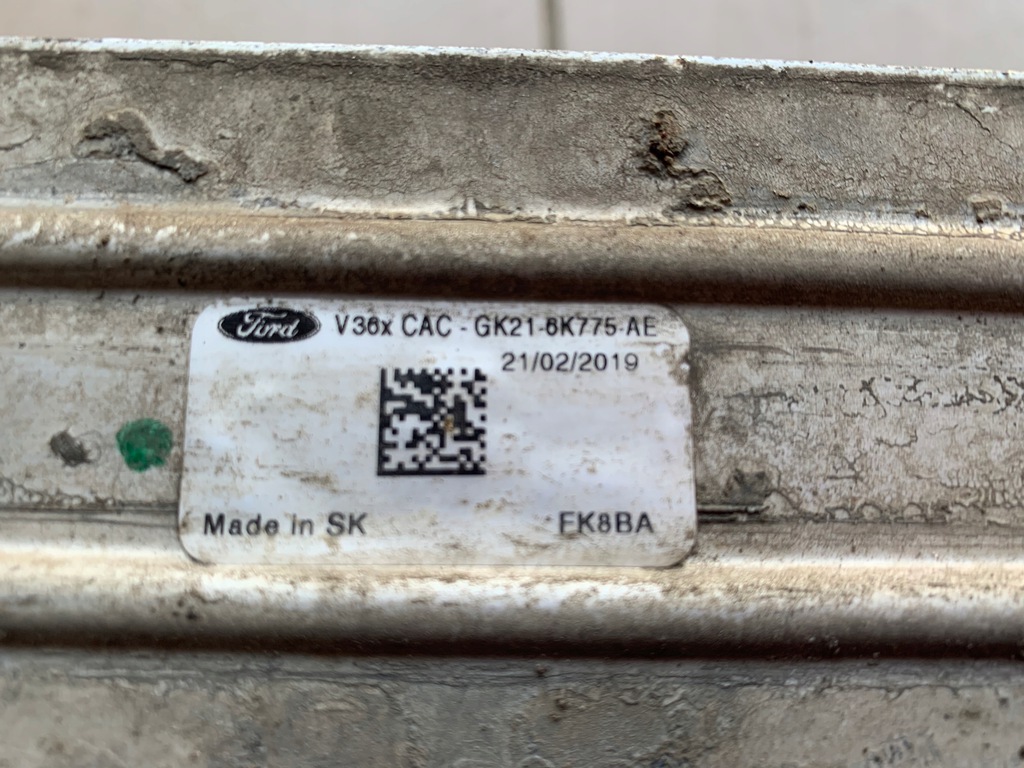 Ford V36x CAC - GK21-6K775-AE
21/02/2019
Made in SK FK8BA